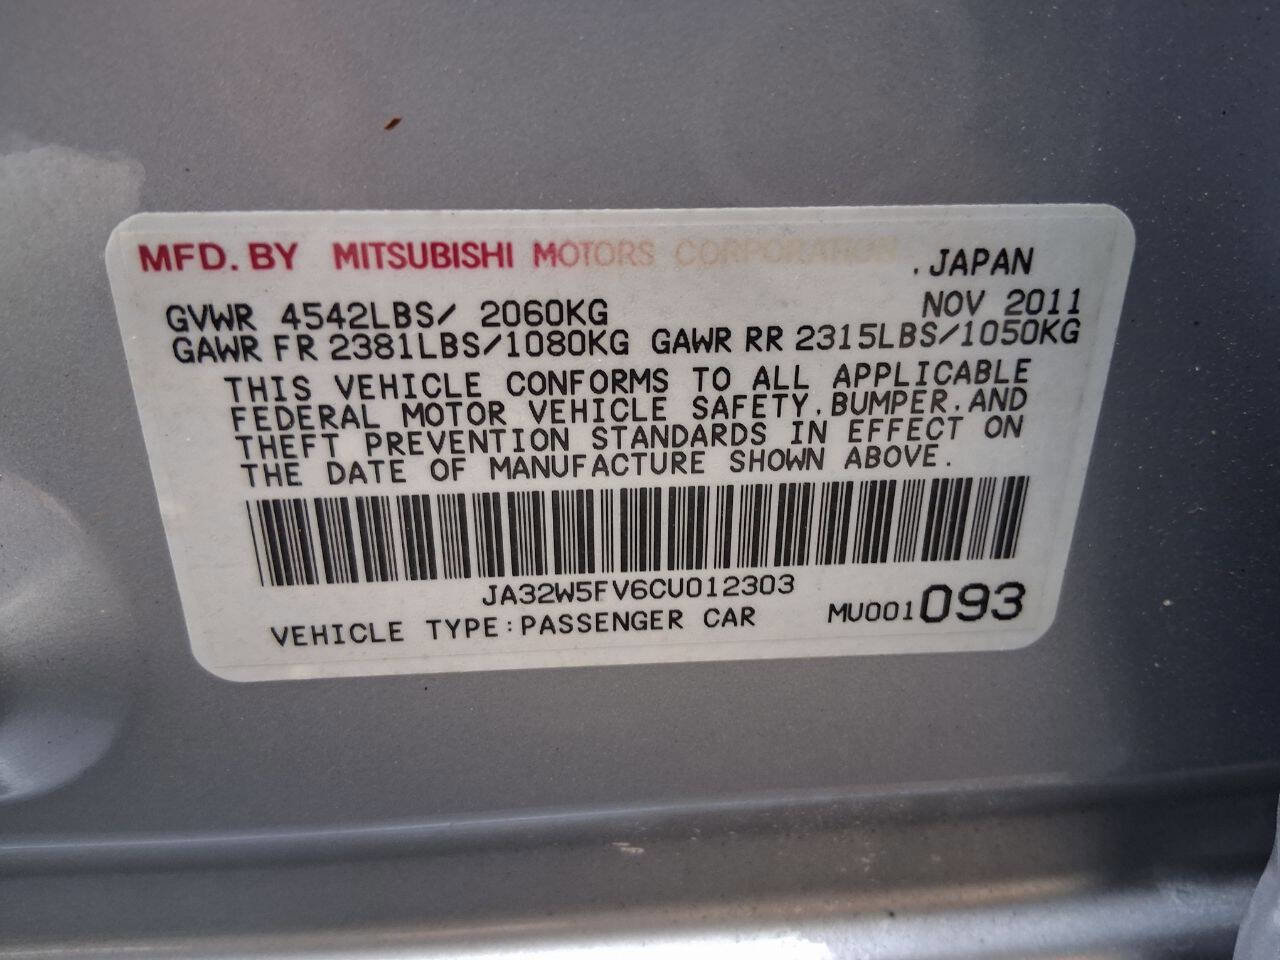 MFD. BY MITSUBISHI MOTORS CORPORATION. JAPAN
GVWR 4542LBS/ 2060KG NOV 2011
GAWR FR 2381LBS/1080KG GAWR RR 2315LBS/1050KG
THIS VEHICLE CONFORMS TO ALL APPLICABLE
FEDERAL MOTOR VEHICLE SAFETY, BUMPER, AND
THEFT PREVENTION STANDARDS IN EFFECT ON
THE DATE OF MANUFACTURE SHOWN ABOVE.
JA32W5FV6CU012303
VEHICLE TYPE:PASSENGER CAR MU001093